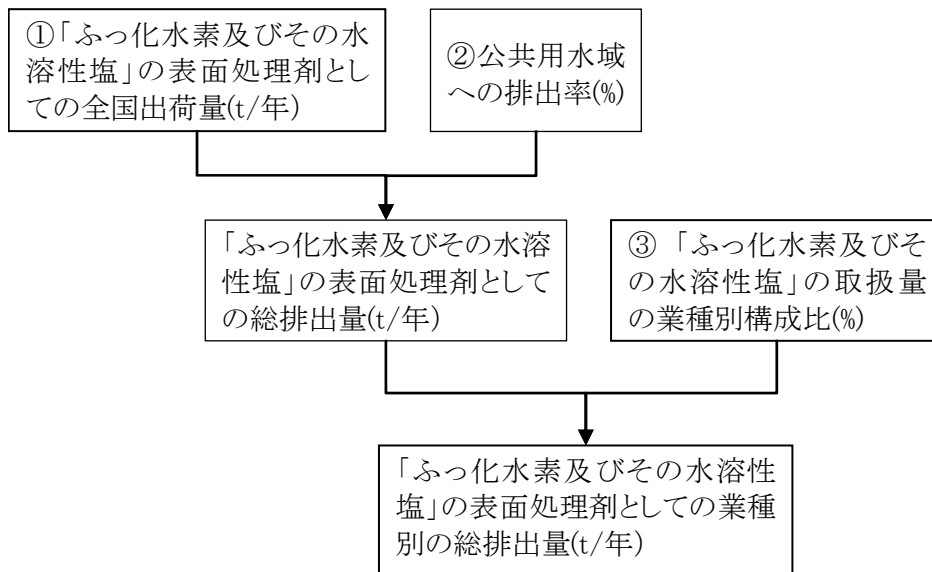 ①「ふっ化水素及びその水
溶性塩」の表面処理剤とし
ての全国出荷量(t/年)
②公共用水域
への排出率(%)
「ふっ化水素及びその水溶
性塩」の表面処理剤として
の総排出量(t/年)
③ 「ふっ化水素及びそ
の水溶性塩」の取扱量
の業種別構成比(%)
「ふっ化水素及びその水溶性
塩」の表面処理剤としての業種
別の総排出量(t/年)